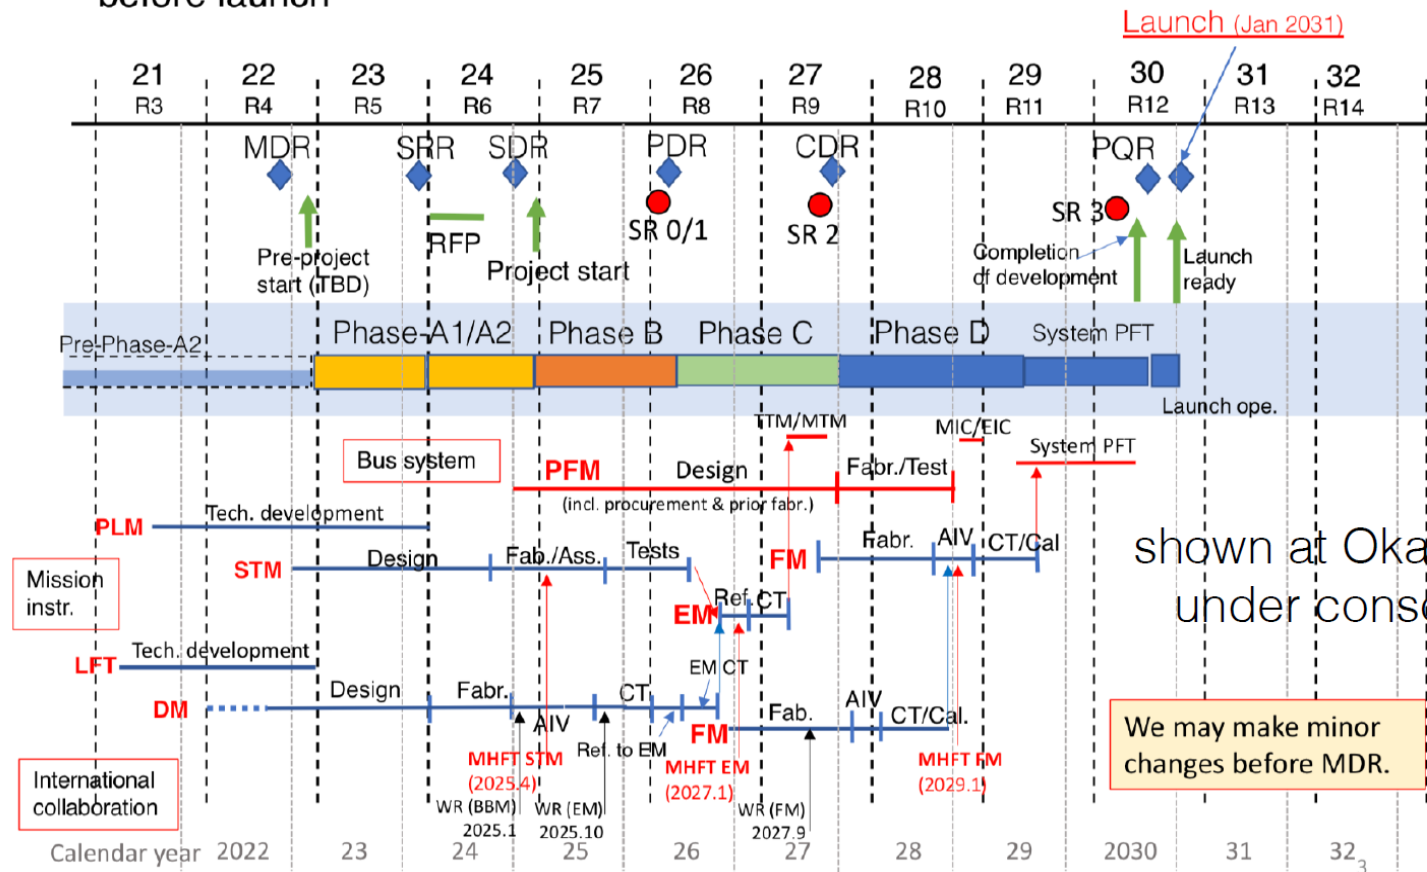 before launch
Launch (Jan 2031)
21 22 23 24 25 26 27 28 29 30 31 32
R3 R4 R5 R6 R7 R8 R9 R10 R11 R12 R13 R14
MDR SRR SDR PDR CDR PQR
SR 3
RFP SR 0/1 SR 2
Pre-project
start (TBD)
Project start
Completion
of development
Launch
ready
Pre-Phase-A2 Phase-A1/A2 Phase B Phase C Phase D System PFT
Launch ope.
TTM/MTM MIC/EIC
System PFT
Bus system
PFM Design Fabr./Test
(incl. procurement & prior fabr.)
PLM Tech. development
STM Design Fab./Ass. Tests
FM Fabr. AIV CT/Cal
shown at Oka
under conso
Mission
instr.
EM Ref. CT
LFT Tech. development
EM CT
DM Design Fabr. AIV CT
Ref. to EM
FM Fab. AIV CT/Cal.
We may make minor
changes before MDR.
MHFT STM
(2025.4)
MHFT EM
(2027.1)
MHFT FM
(2029.1)
International
collaboration
WR (BBM)
2025.1
WR (EM)
2025.10
WR (FM)
2027.9
Calendar year 2022 23 24 25 26 27 28 29 2030 31 32
3